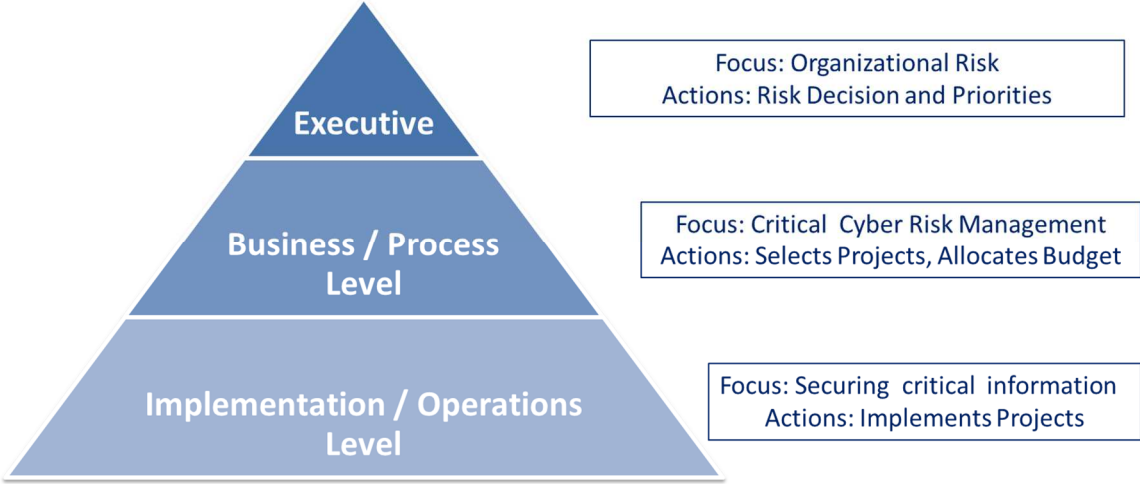 Executive
Focus: Organizational Risk
Actions: Risk Decision and Priorities
Business / Process
Level
Focus: Critical Cyber Risk Management
Actions: Selects Projects, Allocates Budget
Implementation / Operations
Level
Focus: Securing critical information
Actions: Implements Projects